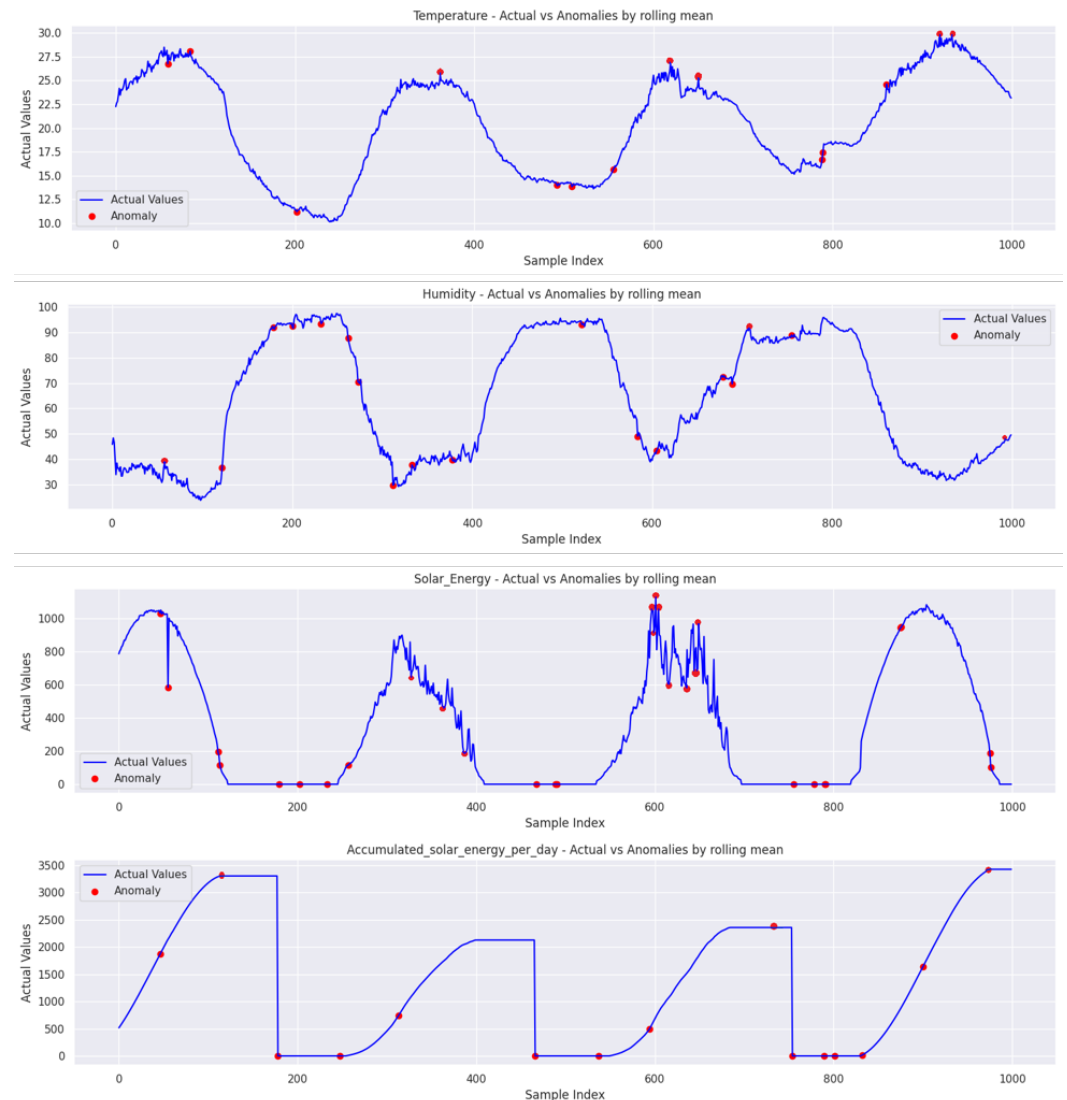 Temperature - Actual vs Anomalies by rolling mean
30.0
27.5
25.0
22.5
20.0
17.5
15.0
12.5
10.0
Actual Values
Actual Values
Anomaly
0 200 400 600 800 1000
Sample Index
Humidity - Actual vs Anomalies by rolling mean
100
90
80
70
60
50
40
30
Actual Values
Actual Values
Anomaly
0 200 400 600 800 1000
Sample Index
Solar_Energy - Actual vs Anomalies by rolling mean
1000
800
600
400
200
0
Actual Values
Actual Values
Anomaly
0 200 400 600 800 1000
Sample Index
Accumulated_solar_energy_per_day - Actual vs Anomalies by rolling mean
3500
3000
2500
2000
1500
1000
500
0
Actual Values
Actual Values
Anomaly
0 200 400 600 800 1000
Sample Index